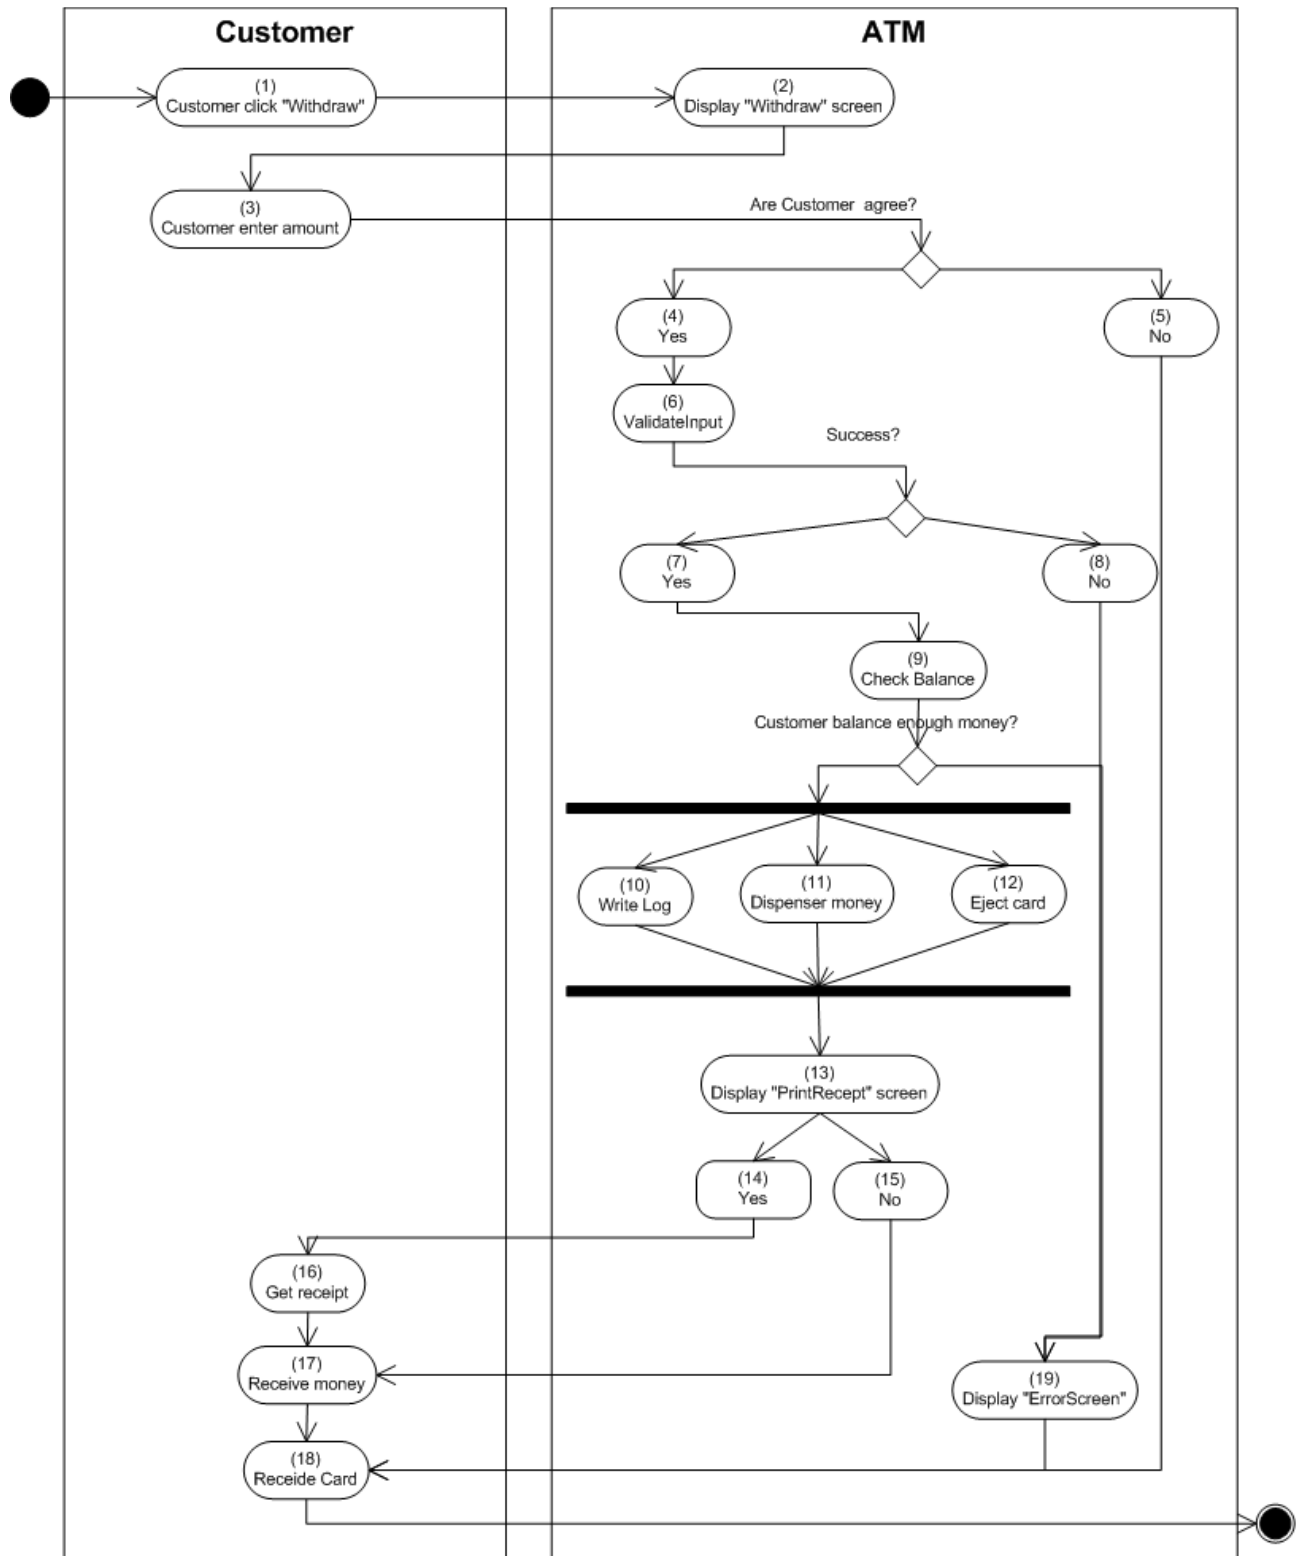 Customer
ATM
(1)
Customer click "Withdraw"
(2)
Display "Withdraw" screen
(3)
Customer enter amount
Are Customer  agree?
(4)
Yes
(5)
No
(6)
ValidateInput
Success?
(7)
Yes
(8)
No
(9)
Check Balance
Customer balance enough money?
(10)
Write Log
(11)
Dispenser money
(12)
Eject card
(13)
Display "PrintRecept" screen
(14)
Yes
(15)
No
(16)
Get receipt
(17)
Receive money
(19)
Display "ErrorScreen"
(18)
Receide Card